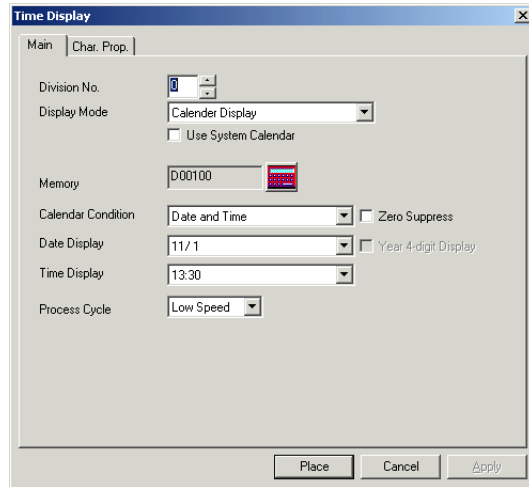 Time Display
Main Char. Prop.
Division No. 0
Display Mode Calender Display
Use System Calendar
Memory D00100
Calendar Condition Date and Time Zero Suppress
Date Display 11/ 1 Year 4-digit Display
Time Display 13:30
Process Cycle Low Speed
Place Cancel Apply